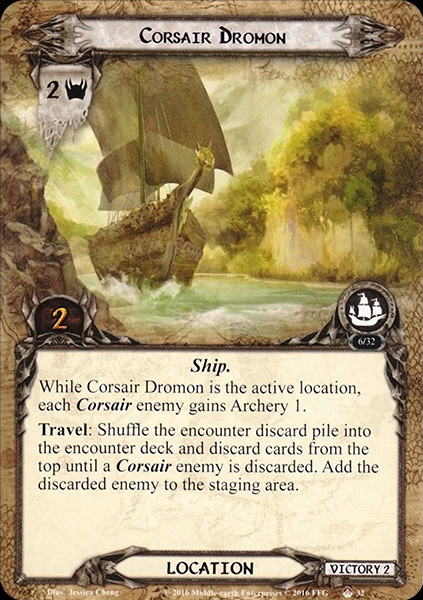 Corsair Dromon
2
2
6/32
Ship.
While Corsair Dromon is the active location,
each Corsair enemy gains Archery 1.
Travel: Shuffle the encounter discard pile into
the encounter deck and discard cards from the
top until a Corsair enemy is discarded. Add the
discarded enemy to the staging area.
LOCATION
VICTORY 2
Illus. Jessica Cheng
© 2016 Middle-earth Enterprises © 2016 FFG
32